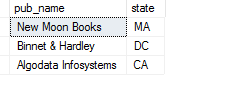 pub_name state
New Moon Books MA
Binnet & Hardley DC
Algodata Infosystems CA